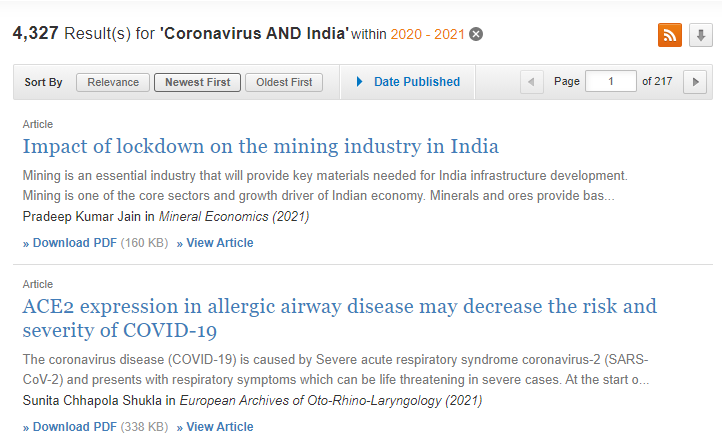 4,327 Result(s) for 'Coronavirus AND India' within 2020 - 2021
Sort By Relevance Newest First Oldest First Date Published Page 1 of 217
Article
Impact of lockdown on the mining industry in India
Mining is an essential industry that will provide key materials needed for India infrastructure development.
Mining is one of the core sectors and growth driver of Indian economy. Minerals and ores provide bas...
Pradeep Kumar Jain in Mineral Economics (2021)
» Download PDF (160 KB) » View Article
Article
ACE2 expression in allergic airway disease may decrease the risk and
severity of COVID-19
The coronavirus disease (COVID-19) is caused by Severe acute respiratory syndrome coronavirus-2 (SARS-
CoV-2) and presents with respiratory symptoms which can be life threatening in severe cases. At the start o...
Sunita Chhapola Shukla in European Archives of Oto-Rhino-Laryngology (2021)
» Download PDF (338 KB) » View Article